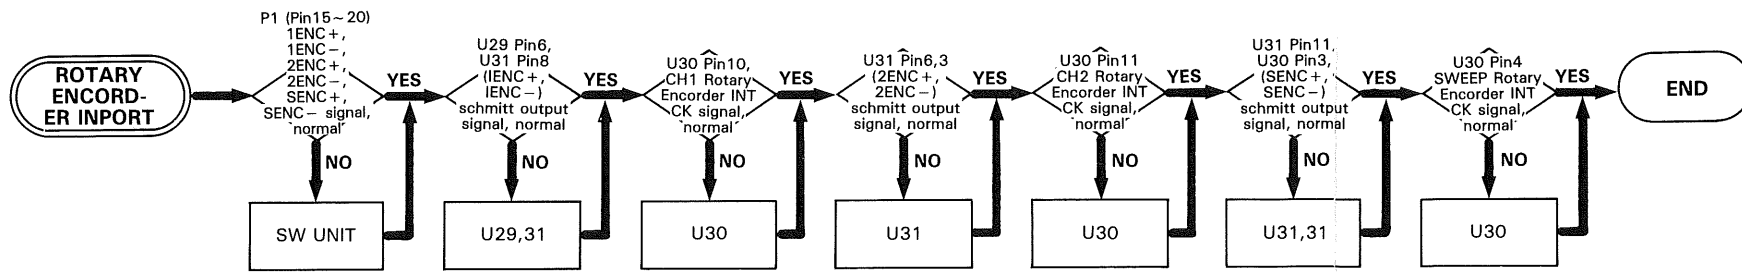 ROTARY
ENCORD-
ER INPORT
P1 (Pin15~20)
1ENC+,
1ENC-,
2ENC+,
2ENC-,
SENC+,
SENC- signal,
normal
YES
NO
SW UNIT
U29 Pin6,
U31 Pin8
(IENC+,
IENC-)
schmitt output
signal, normal
YES
NO
U29,31
U30 Pin10,
CH1 Rotary
Encorder INT
CK signal,
normal
YES
NO
U30
U31 Pin6,3
(2ENC+,
2ENC-)
schmitt output
signal, normal
YES
NO
U31
U30 Pin11
CH2 Rotary
Encorder INT
CK signal,
normal
YES
NO
U30
U31 Pin11,
U30 Pin3,
(SENC+,
SENC-)
schmitt output
signal, normal
YES
NO
U31,31
U30 Pin4
SWEEP Rotary
Encorder INT
CK signal,
normal
YES
NO
U30
END